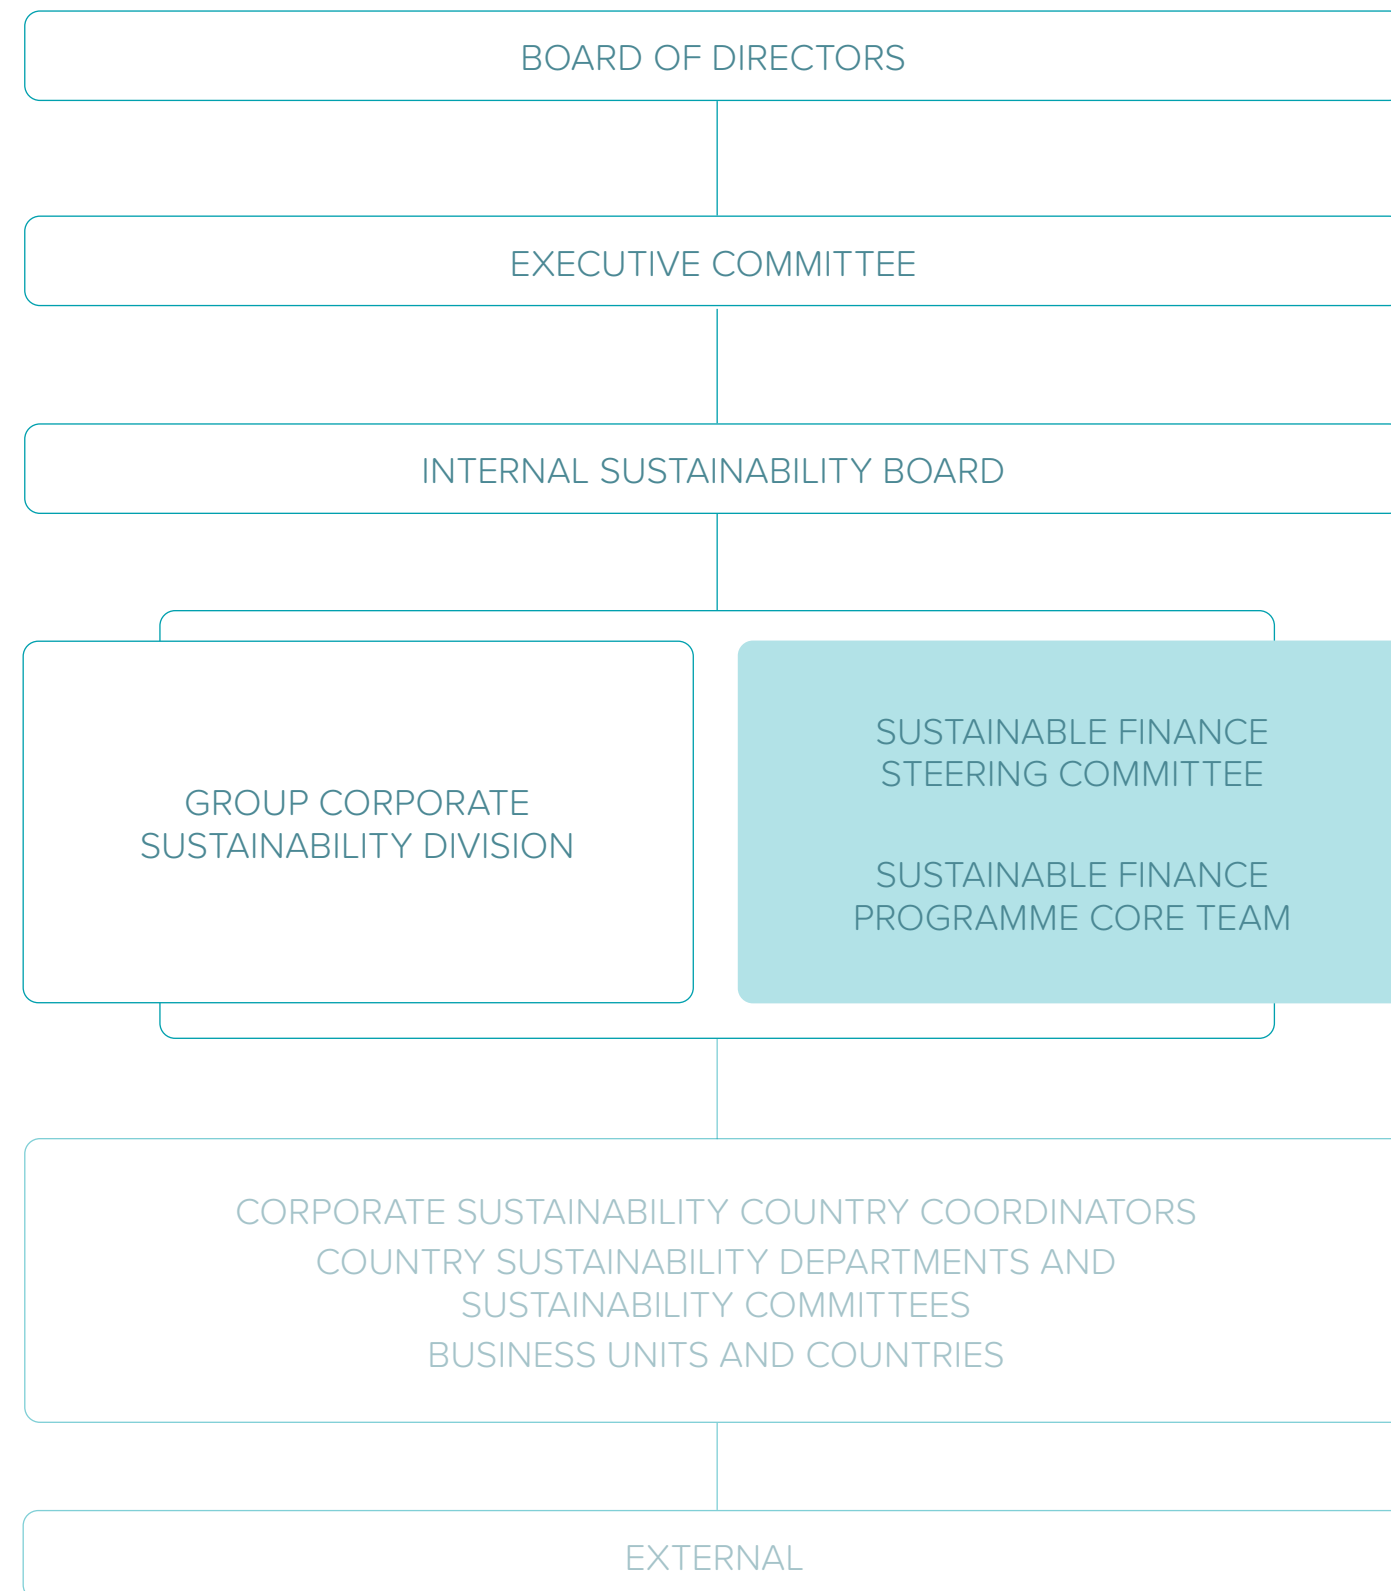 BOARD OF DIRECTORS
EXECUTIVE COMMITTEE
INTERNAL SUSTAINABILITY BOARD
GROUP CORPORATE
SUSTAINABILITY DIVISION
SUSTAINABLE FINANCE
STEERING COMMITTEE
SUSTAINABLE FINANCE
PROGRAMME CORE TEAM
CORPORATE SUSTAINABILITY COUNTRY COORDINATORS
COUNTRY SUSTAINABILITY DEPARTMENTS AND
SUSTAINABILITY COMMITTEES
BUSINESS UNITS AND COUNTRIES
EXTERNAL